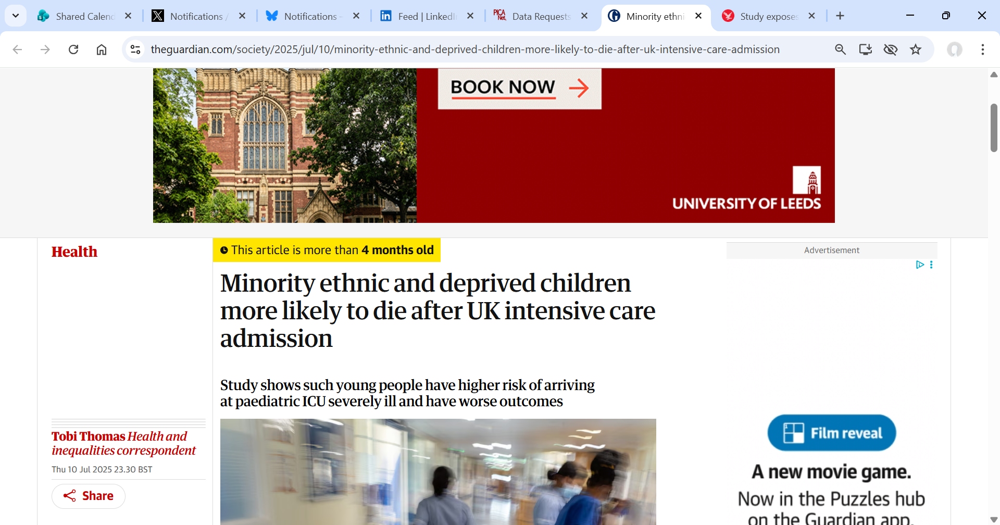 Shared Calend
Notifications /
Notifications -
Feed | LinkedI
PICA
Net
Data Requests
Minority ethni
Study exposes
theguardian.com/society/2025/jul/10/minority-ethnic-and-deprived-children-more-likely-to-die-after-uk-intensive-care-admission
BOOK NOW
UNIVERSITY OF LEEDS
Health
This article is more than 4 months old
Advertisement
Minority ethnic and deprived children
more likely to die after UK intensive care
admission
Study shows such young people have higher risk of arriving
at paediatric ICU severely ill and have worse outcomes
Tobi Thomas Health and
inequalities correspondent
Thu 10 Jul 2025 23.30 BST
Share
Film reveal
A new movie game.
Now in the Puzzles hub
on the Guardian app.